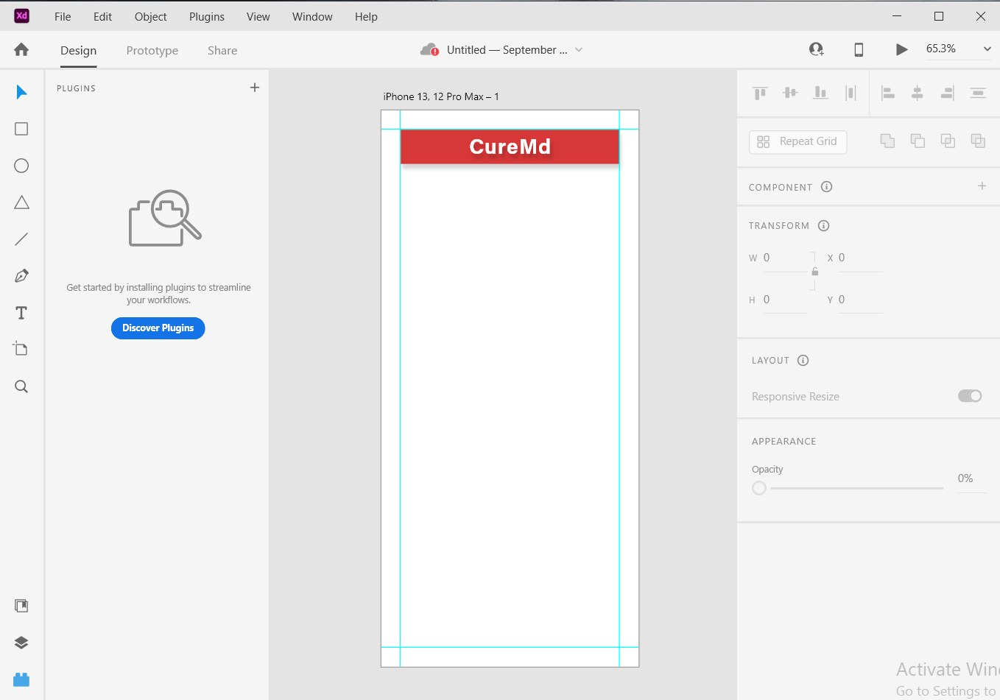 Xd File Edit Object Plugins View Window Help
Design Prototype Share Untitled — September ... 65.3%
PLUGINS
iPhone 13, 12 Pro Max – 1
CureMd
Repeat Grid
COMPONENT
TRANSFORM
W 0 X 0
H 0 Y 0
Get started by installing plugins to streamline
your workflows.
Discover Plugins
LAYOUT
Responsive Resize
APPEARANCE
Opacity
0%
Activate Win
Go to Settings to